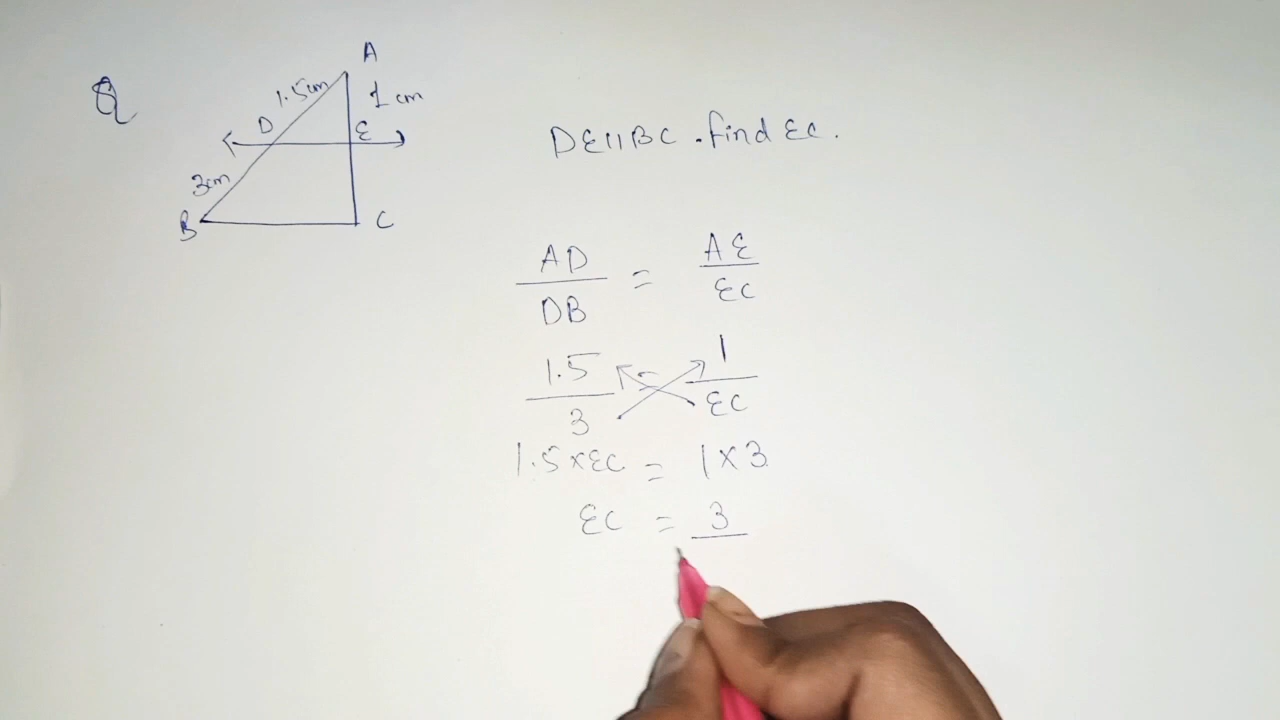 Q
A
1.5cm
1 cm
D
E
3cm
B
C
DE||BC . find EC.
AD/DB = AE/EC
1.5/3 = 1/EC
1.5 × EC = 1 × 3
EC = 3